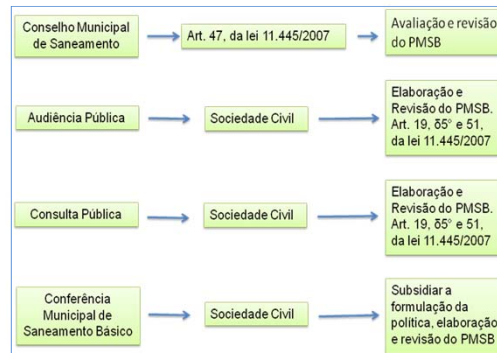 Conselho Municipal
de Saneamento
Art. 47, da lei 11.445/2007
Avaliação e revisão
do PMSB
Audiência Pública
Sociedade Civil
Elaboração e
Revisão do PMSB.
Art. 19, δ5° e 51,
da lei 11.445/2007
Consulta Pública
Sociedade Civil
Elaboração e
Revisão do PMSB.
Art. 19, δ5° e 51,
da lei 11.445/2007
Conferência
Municipal de
Saneamento Básico
Sociedade Civil
Subsidiar a
formulação da
política, elaboração
e revisão do PMSB